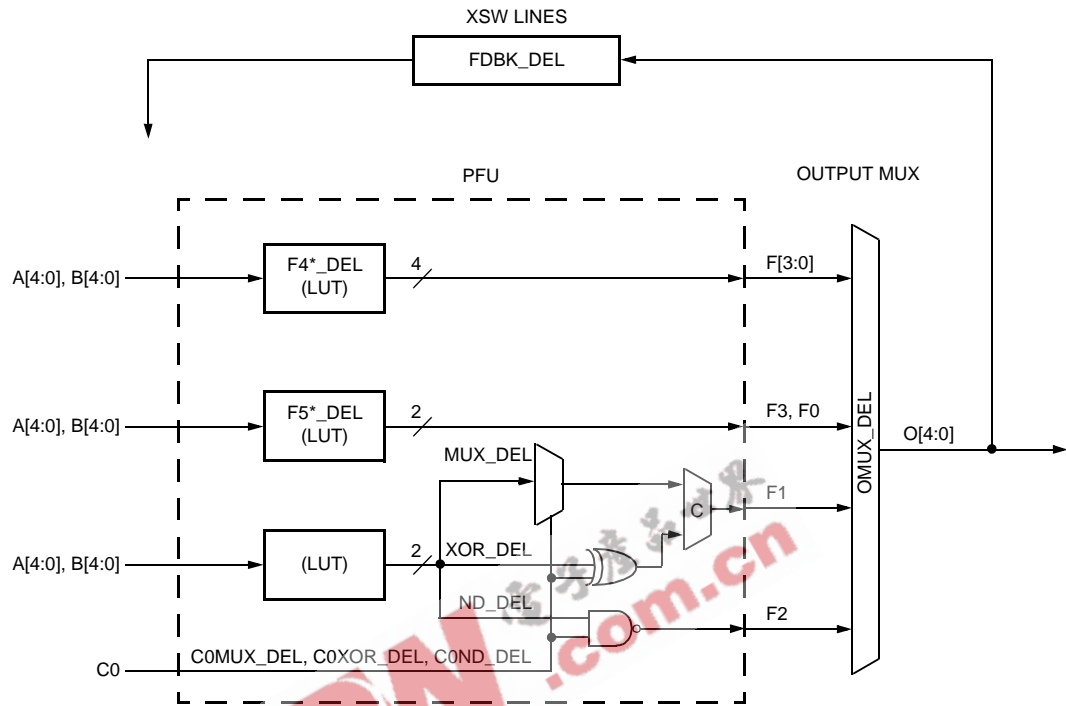 XSW LINES
FDBK_DEL
PFU
OUTPUT MUX
A[4:0], B[4:0]
F4*_DEL
(LUT)
4
F[3:0]
A[4:0], B[4:0]
F5*_DEL
(LUT)
2
F3, F0
OMUX_DEL
O[4:0]
MUX_DEL
C
F1
A[4:0], B[4:0]
(LUT)
2
XOR_DEL
ND_DEL
F2
C0
C0MUX_DEL, C0XOR_DEL, C0ND_DEL
.com.cn